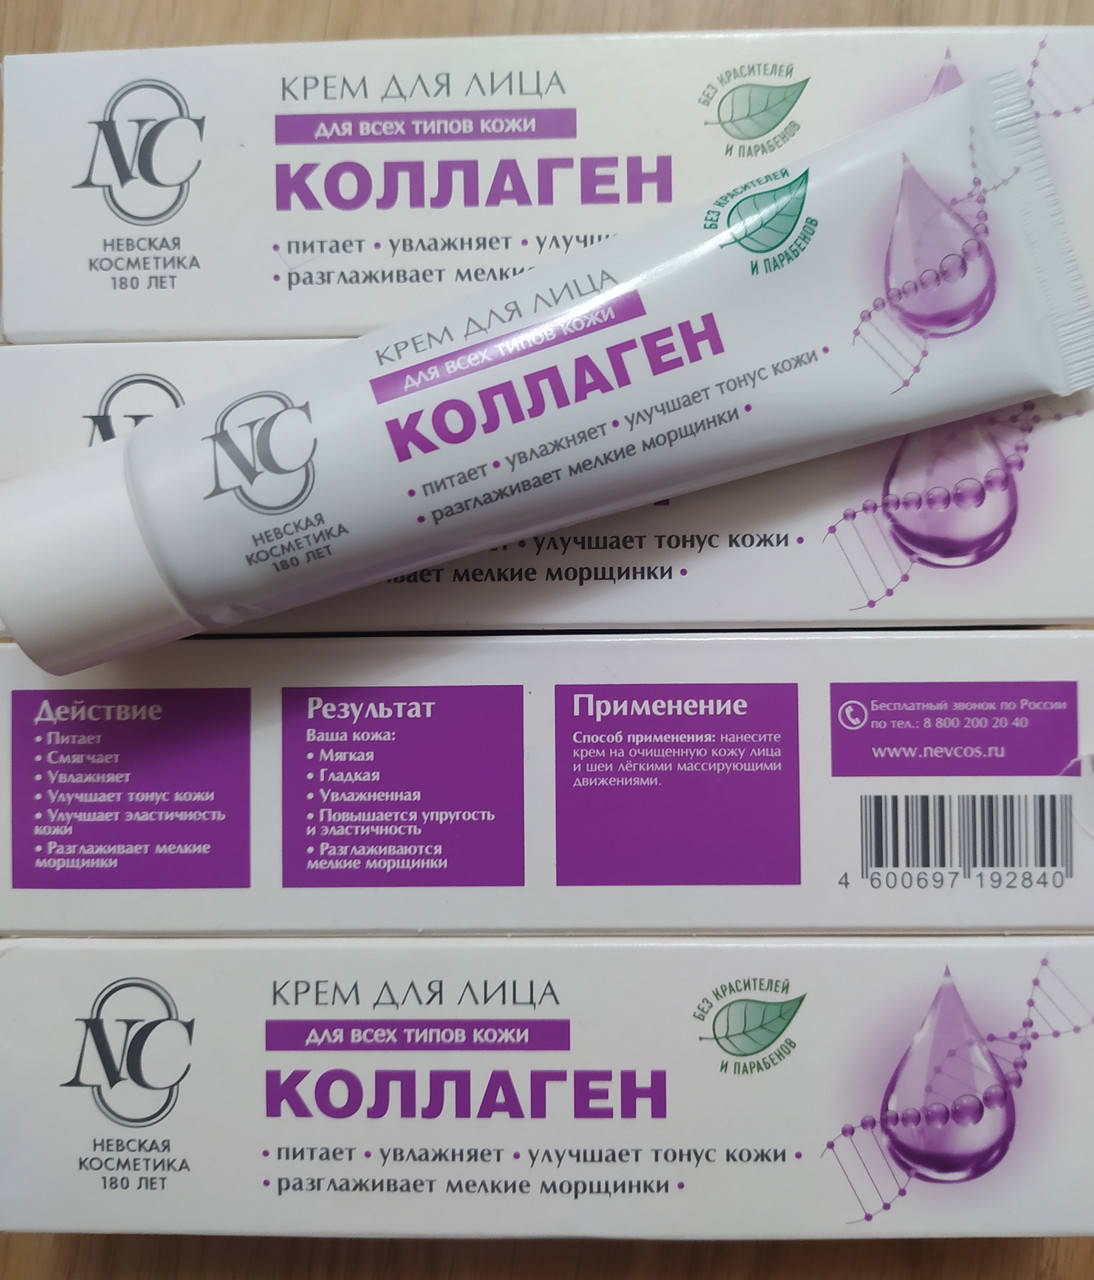 NC
НЕВСКАЯ
КОСМЕТИКА
180 ЛЕТ
КРЕМ ДЛЯ ЛИЦА
ДЛЯ ВСЕХ ТИПОВ КОЖИ
КОЛЛАГЕН
• питает • увлажняет •
• разглаживает
БЕЗ КРАСИТЕЛЕЙ
И ПАРАБЕНОВ
NC
НЕВСКАЯ
КОСМЕТИКА
180 ЛЕТ
КРЕМ ДЛЯ ЛИЦА
ДЛЯ ВСЕХ ТИПОВ КОЖИ
КОЛЛАГЕН
• питает • увлажняет • улучшает тонус кожи •
• разглаживает мелкие морщинки •
БЕЗ КРАСИТЕЛЕЙ
И ПАРАБЕНОВ
• улучшает тонус кожи •
мелкие морщинки •
Действие
• Питает
• Смягчает
• Увлажняет
• Улучшает тонус кожи
• Улучшает эластичность
кожи
• Разглаживает мелкие
морщинки
Результат
Ваша кожа:
• Мягкая
• Гладкая
• Увлажненная
• Повышается упругость
и эластичность
• Разглаживаются
мелкие морщинки
Применение
Способ применения: нанесите
крем на очищенную кожу лица
и шеи лёгкими массирующими
движениями.
Бесплатный звонок по России
по тел.: 8 800 200 20 40
www.nevcos.ru
4 600697 192840
NC
НЕВСКАЯ
КОСМЕТИКА
180 ЛЕТ
КРЕМ ДЛЯ ЛИЦА
ДЛЯ ВСЕХ ТИПОВ КОЖИ
КОЛЛАГЕН
• питает • увлажняет • улучшает тонус кожи •
• разглаживает мелкие морщинки •
БЕЗ КРАСИТЕЛЕЙ
И ПАРАБЕНОВ